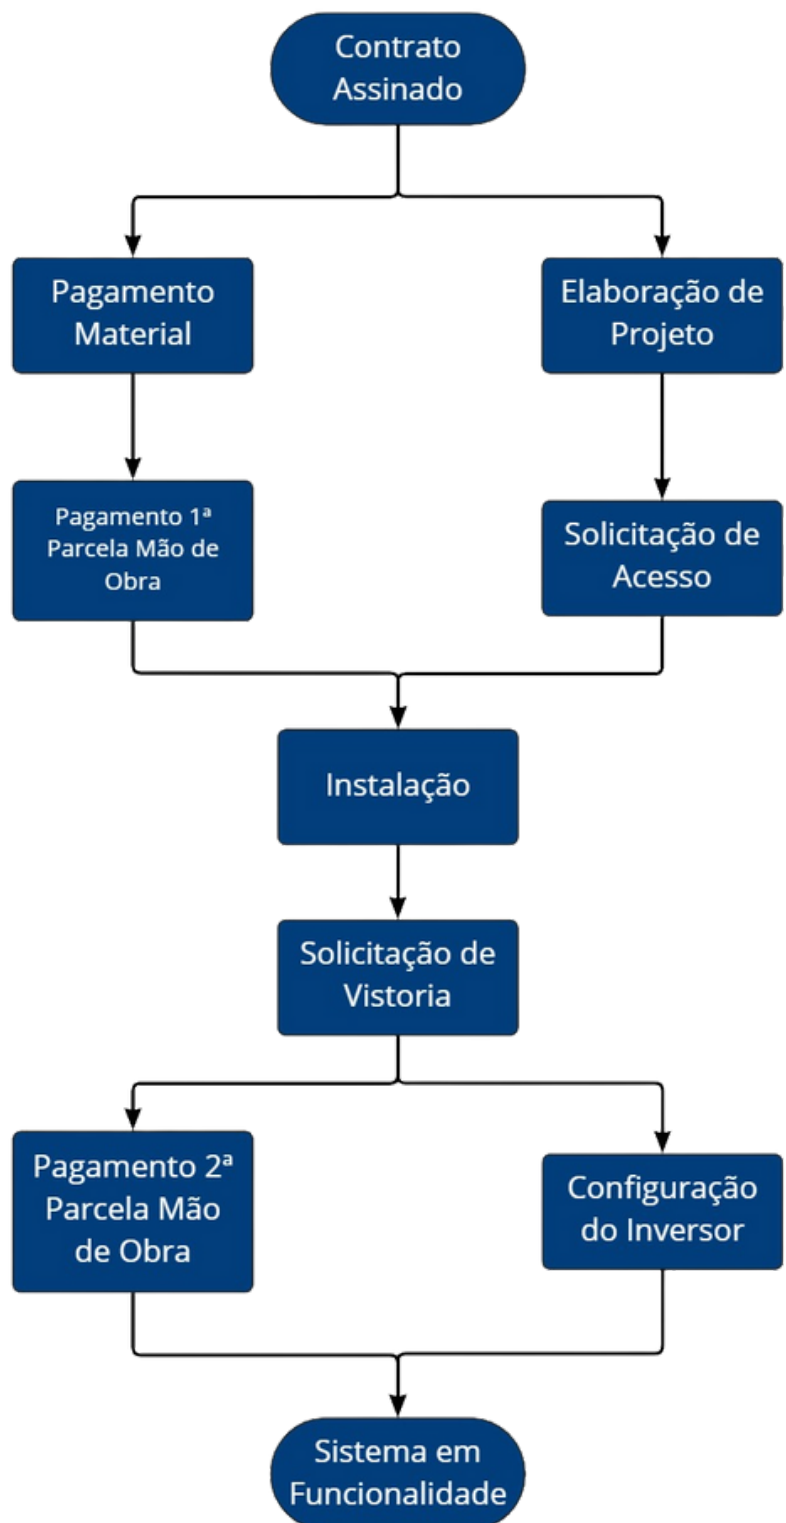 Contrato
Assinado
Pagamento
Material
Elaboração de
Projeto
Pagamento 1ª
Parcela Mão de
Obra
Solicitação de
Acesso
Instalação
Solicitação de
Vistoria
Pagamento 2ª
Parcela Mão
de Obra
Configuração
do Inversor
Sistema em
Funcionalidade